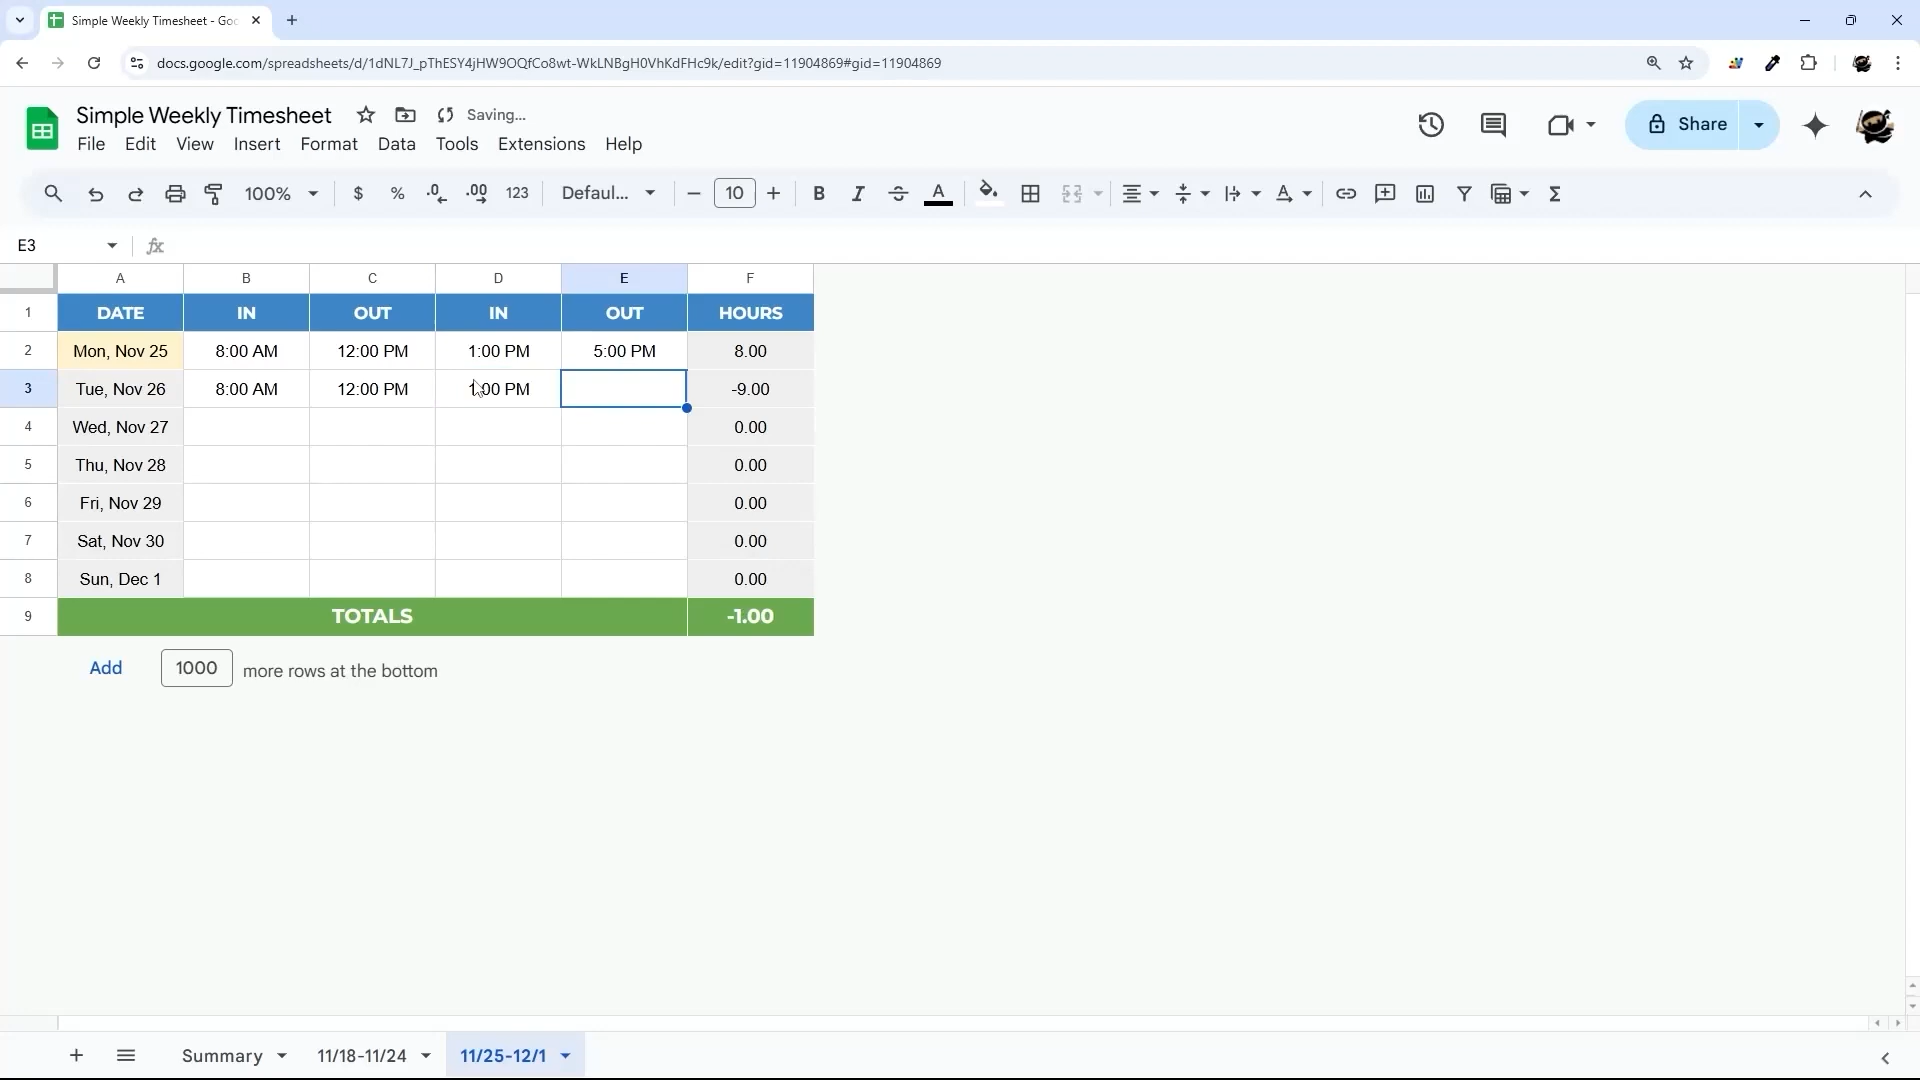 Simple Weekly Timesheet - Goo
docs.google.com/spreadsheets/d/1dNL7J_pThESY4jHW9OQfCo8wt-WkLNBgH0VhKdFHc9k/edit?gid=11904869#gid=11904869
Simple Weekly Timesheet Saving...
Share
File Edit View Insert Format Data Tools Extensions Help
100% $ % .0 .00 123 Defaul... 10 B I S A A Σ
E3 fx
A B C D E F
1 DATE IN OUT IN OUT HOURS
2 Mon, Nov 25 8:00 AM 12:00 PM 1:00 PM 5:00 PM 8.00
3 Tue, Nov 26 8:00 AM 12:00 PM 1:00 PM -9.00
4 Wed, Nov 27 0.00
5 Thu, Nov 28 0.00
6 Fri, Nov 29 0.00
7 Sat, Nov 30 0.00
8 Sun, Dec 1 0.00
9 TOTALS -1.00
Add 1000 more rows at the bottom
Summary 11/18-11/24 11/25-12/1